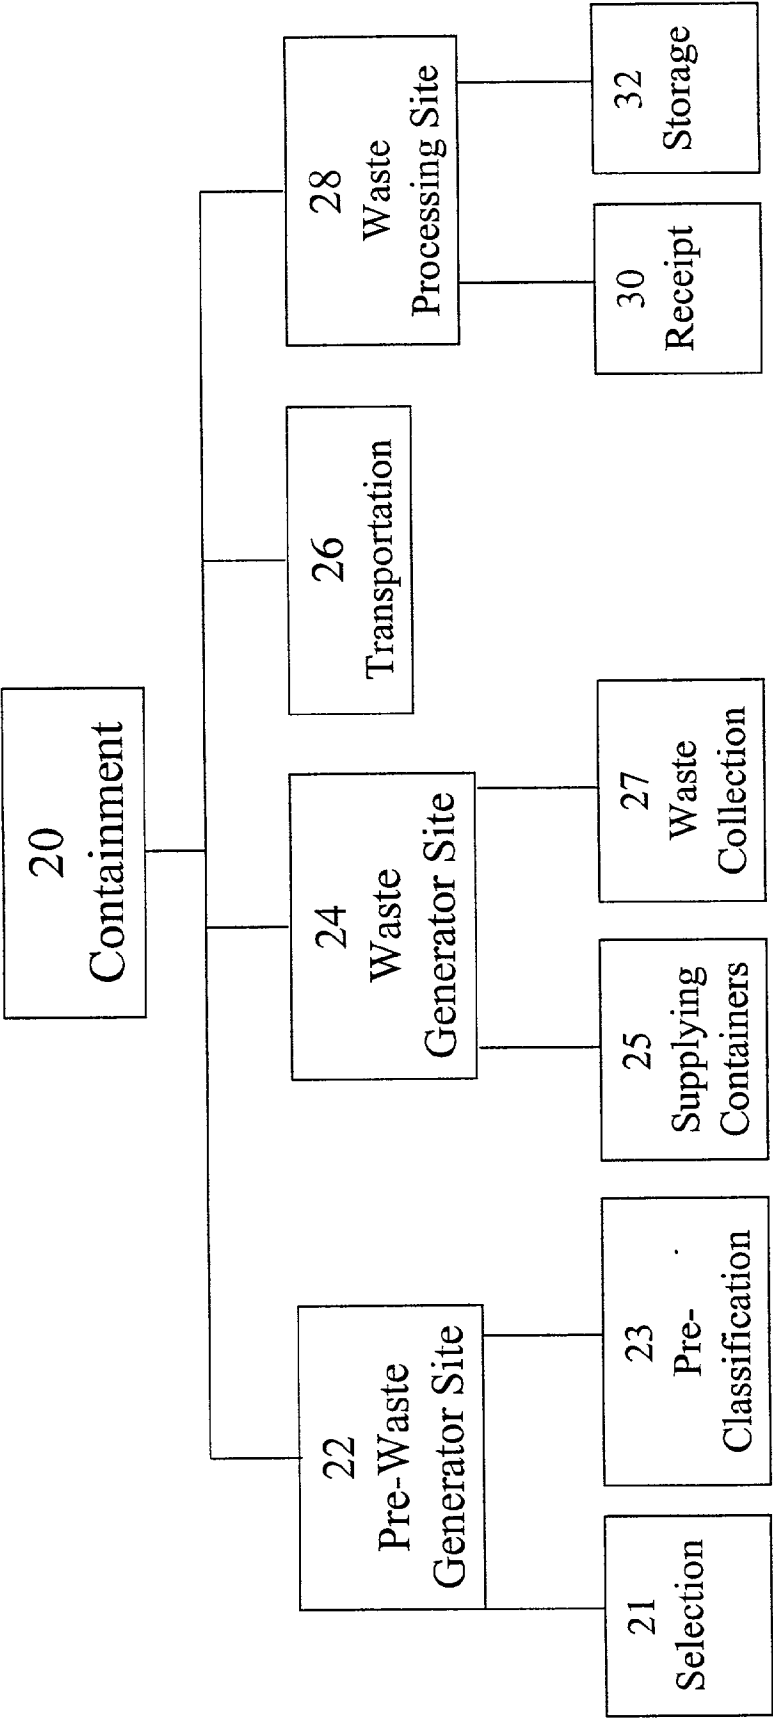 20
Containment
22
Pre-Waste
Generator Site
24
Waste
Generator Site
26
Transportation
28
Waste
Processing Site
21
Selection
23
Pre-
Classification
25
Supplying
Containers
27
Waste
Collection
30
Receipt
32
Storage